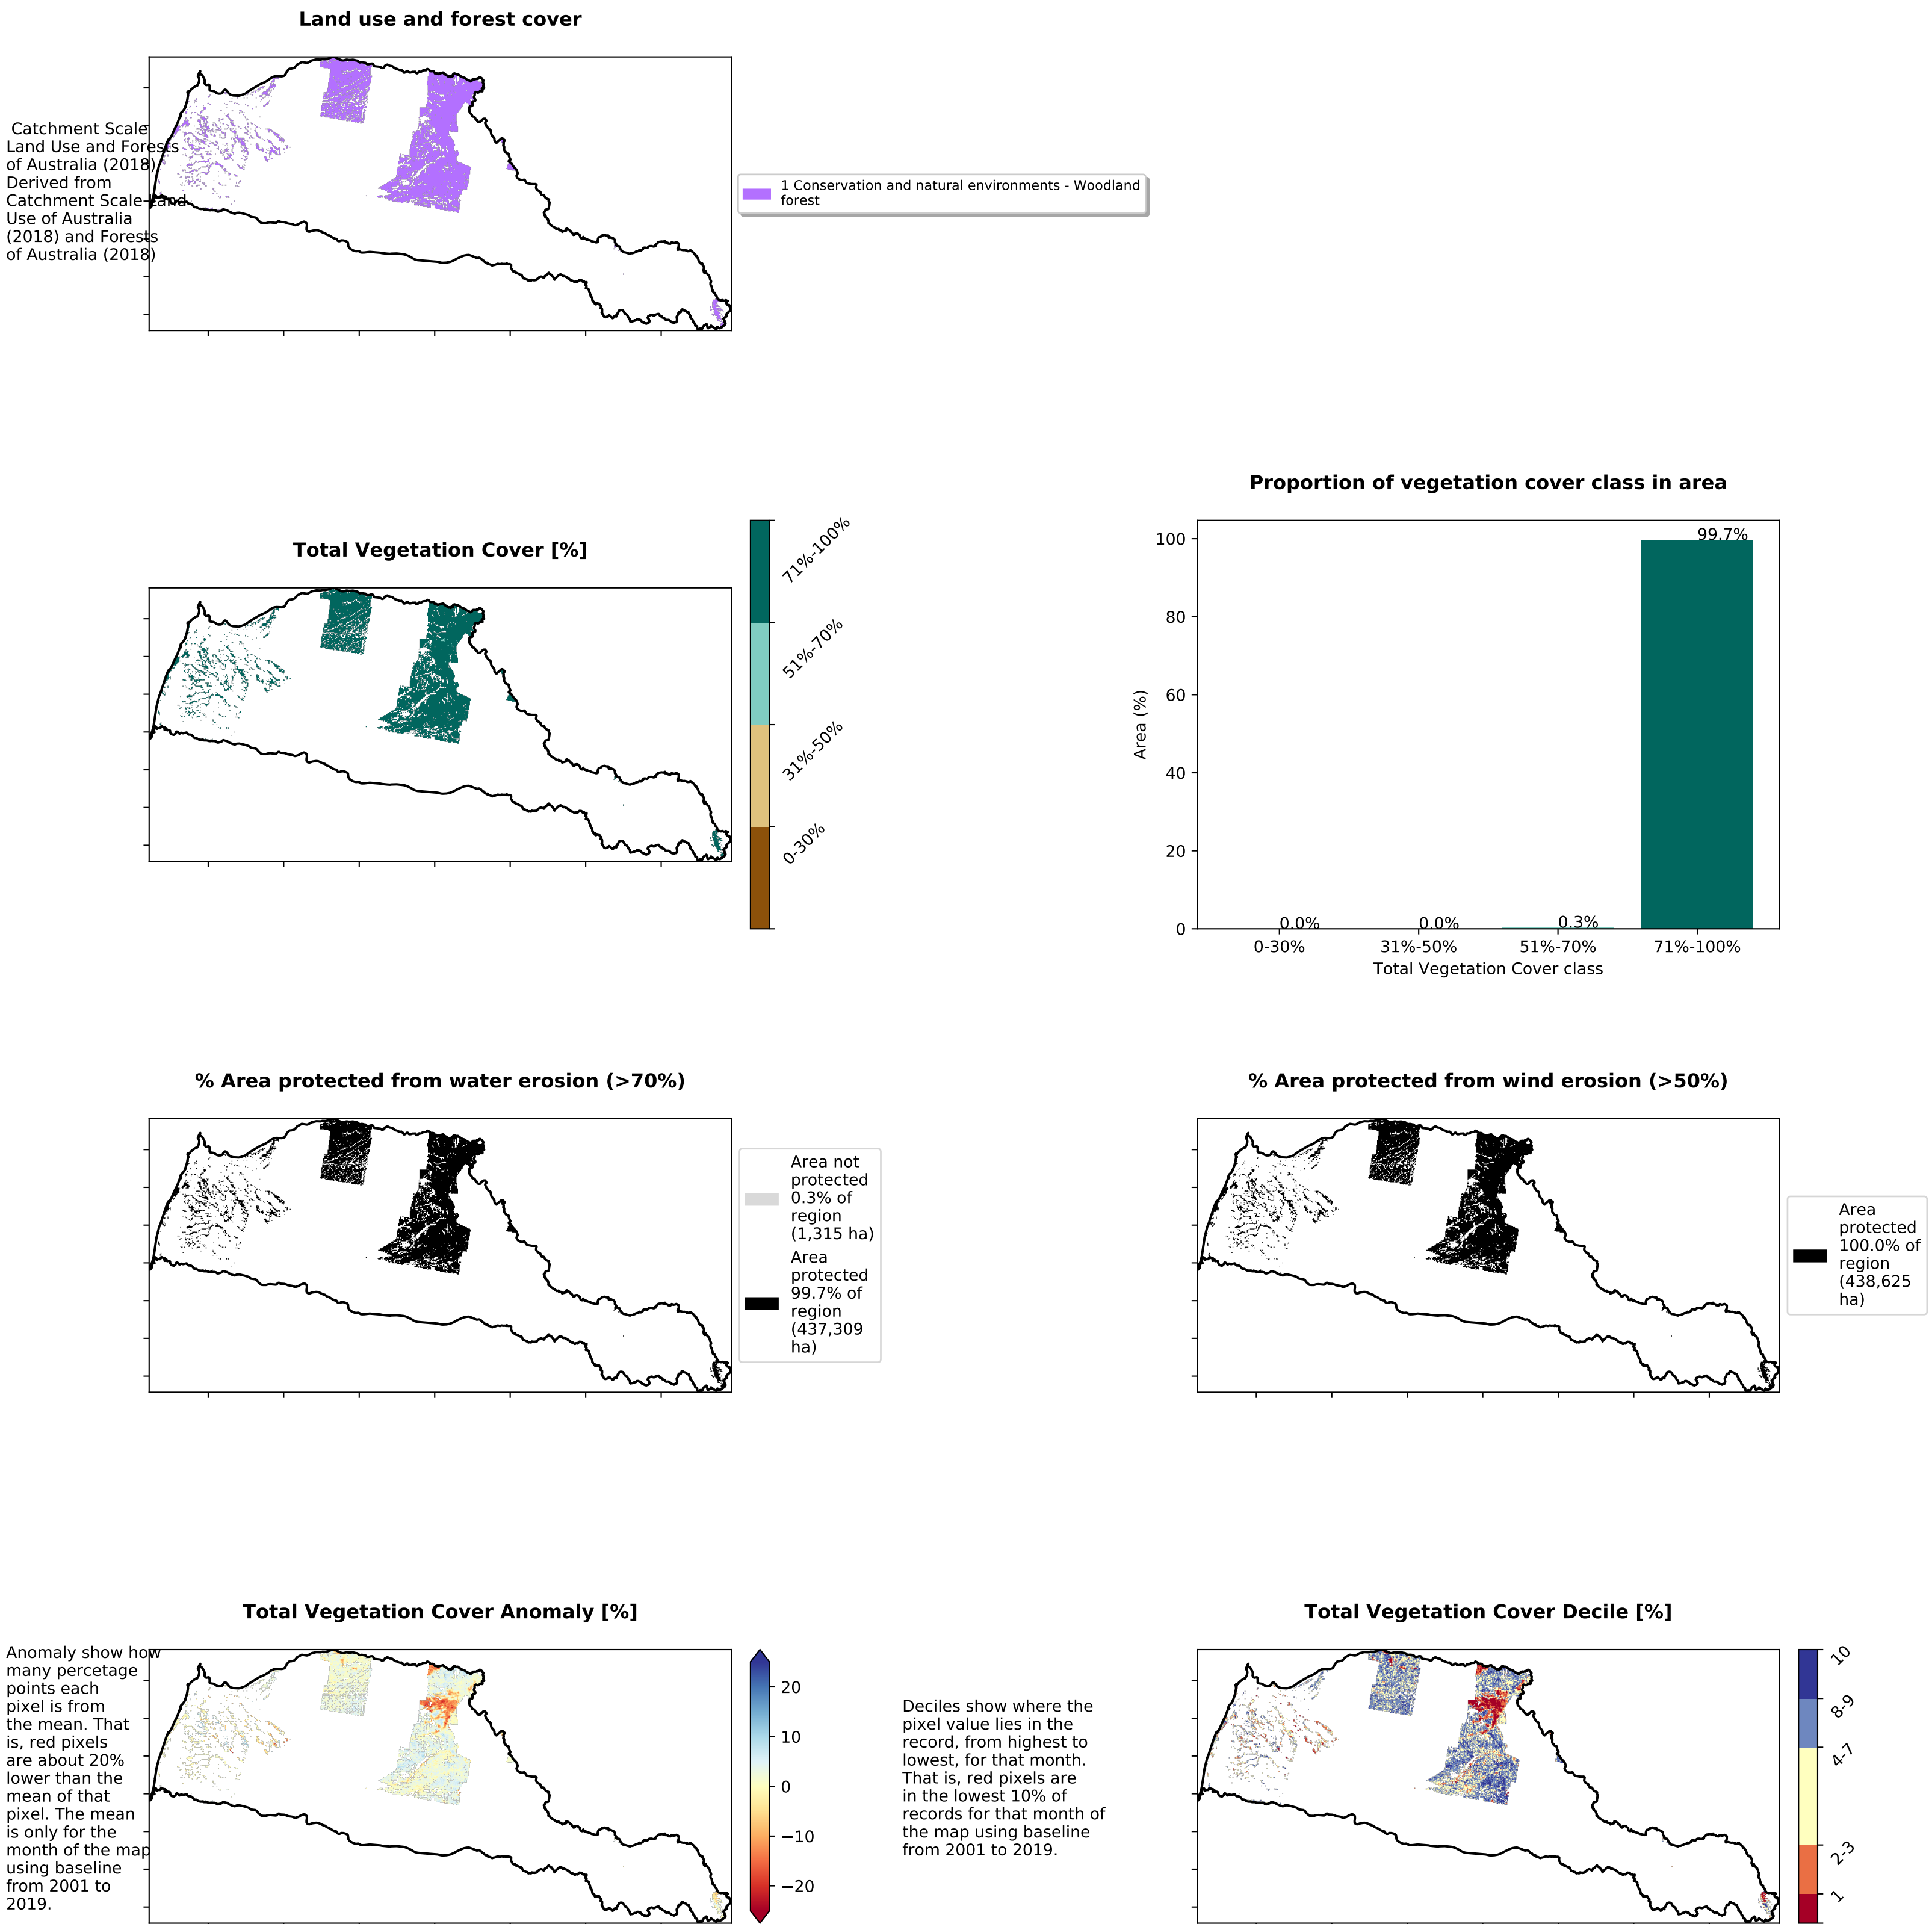 Land use and forest cover
Catchment Scale
Land Use and Forests
of Australia (2018)
Derived from
Catchment Scale Land
Use of Australia
(2018) and Forests
of Australia (2018)
1 Conservation and natural environments - Woodland
forest
Total Vegetation Cover [%]
71%-100%
51%-70%
31%-50%
0-30%
Proportion of vegetation cover class in area
100
80
60
40
20
0
Area (%)
0.0%
0.0%
0.3%
99.7%
0-30%
31%-50%
51%-70%
71%-100%
Total Vegetation Cover class
% Area protected from water erosion (>70%)
Area not
protected
0.3% of
region
(1,315 ha)
Area
protected
99.7% of
region
(437,309
ha)
% Area protected from wind erosion (>50%)
Area
protected
100.0% of
region
(438,625
ha)
Total Vegetation Cover Anomaly [%]
Anomaly show how
many percetage
points each
pixel is from
the mean. That
is, red pixels
are about 20%
lower than the
mean of that
pixel. The mean
is only for the
month of the map
using baseline
from 2001 to
2019.
20
10
0
−10
−20
Total Vegetation Cover Decile [%]
Deciles show where the
pixel value lies in the
record, from highest to
lowest, for that month.
That is, red pixels are
in the lowest 10% of
records for that month of
the map using baseline
from 2001 to 2019.
10
8-9
4-7
2-3
1